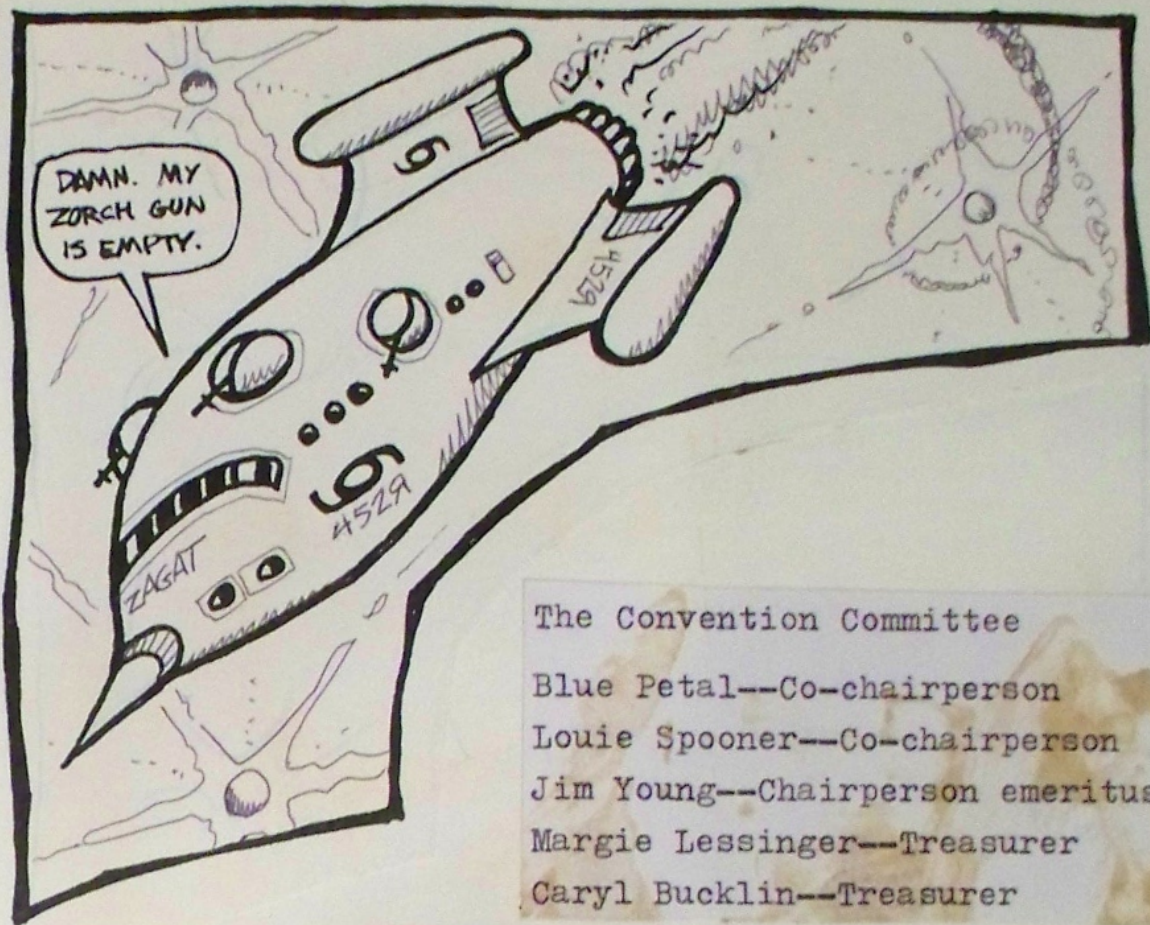 DAMN. MY
ZORCH GUN
IS EMPTY.
6
4529
6
4529
ZAGAT
The Convention Committee
Blue Petal--Co-chairperson
Louie Spooner--Co-chairperson
Jim Young--Chairperson emeritus
Margie Lessinger--Treasurer
Caryl Bucklin--Treasurer